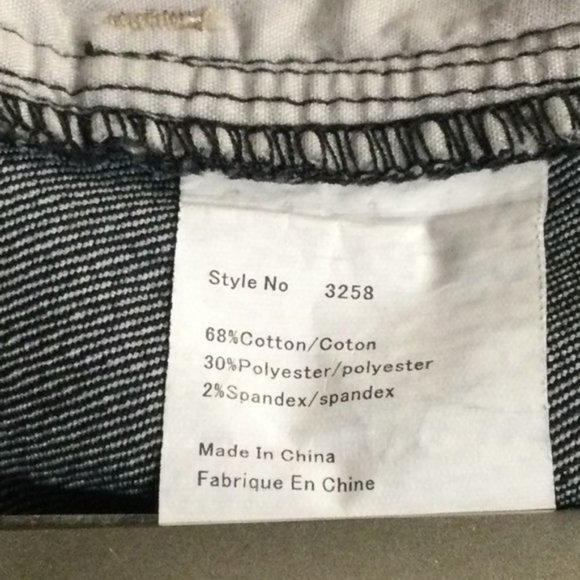 Style No 3258
68%Cotton/Coton
30%Polyester/polyester
2%Spandex/spandex
Made In China
Fabrique En Chine